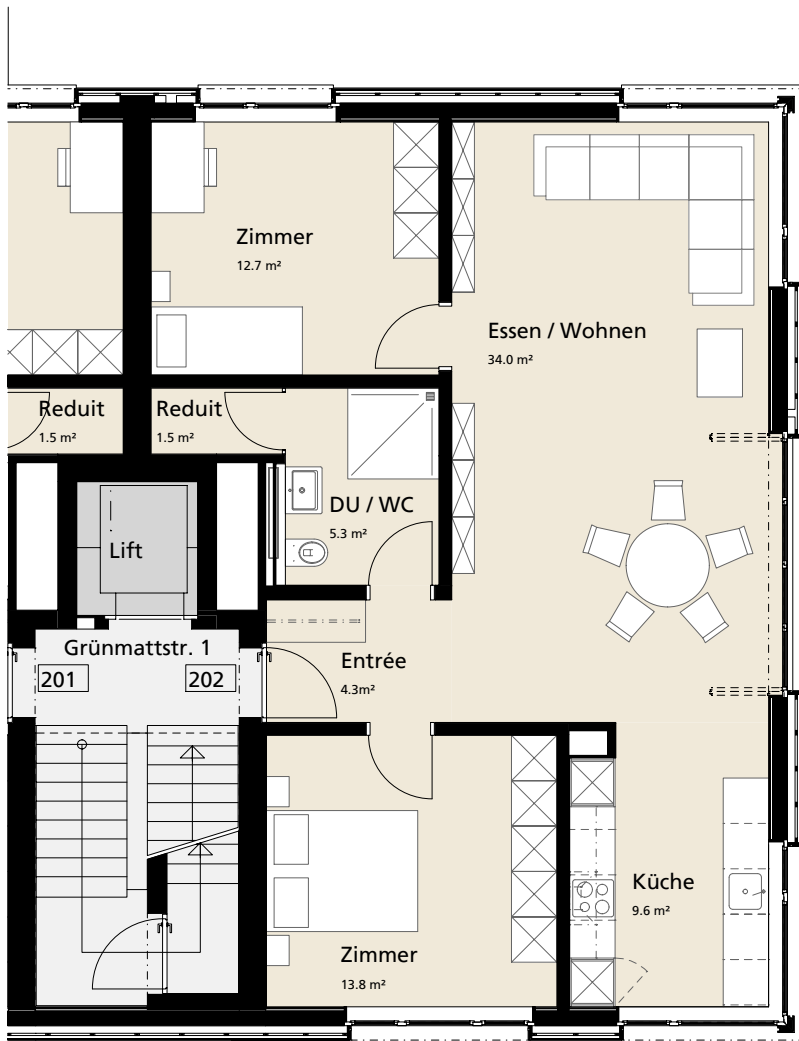 Zimmer
12.7 m²
Essen / Wohnen
34.0 m²
Reduit
1.5 m²
Reduit
1.5 m²
DU / WC
5.3 m²
Lift
Grünmattstr. 1
201
202
Entrée
4.3m²
Küche
9.6 m²
Zimmer
13.8 m²